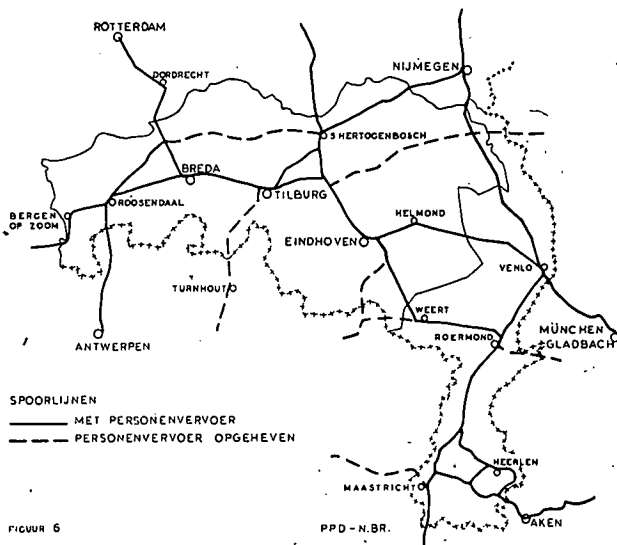 ROTTERDAM
NIJMEGEN
DORDRECHT
S HERTOGENBOSCH
BREDA
TILBURG
ROOSENDAAL
BERGEN
OP ZOOM
HELMOND
EINDHOVEN
VENLO
TURNHOUT
WEERT
MÜNCHEN
GLADBACH
ROERMOND
ANTWERPEN
SPOORLIJNEN
MET PERSONENVERVOER
PERSONENVERVOER OPGEHEVEN
HEERLEN
MAASTRICHT
AKEN
FIGUUR 6
PPD-N.BR.